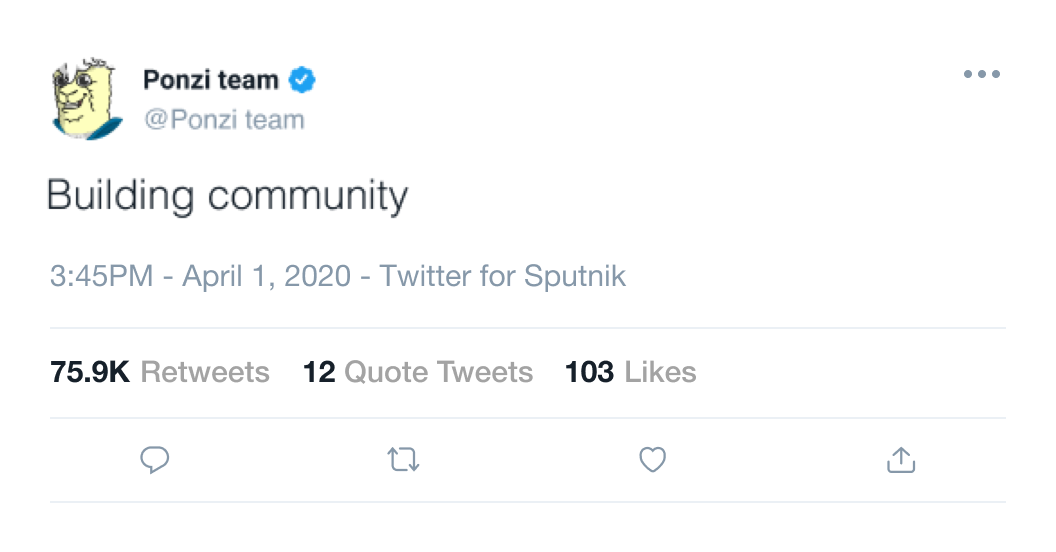 Ponzi team
@Ponzi team
Building community
3:45PM - April 1, 2020 - Twitter for Sputnik
75.9K Retweets 12 Quote Tweets 103 Likes